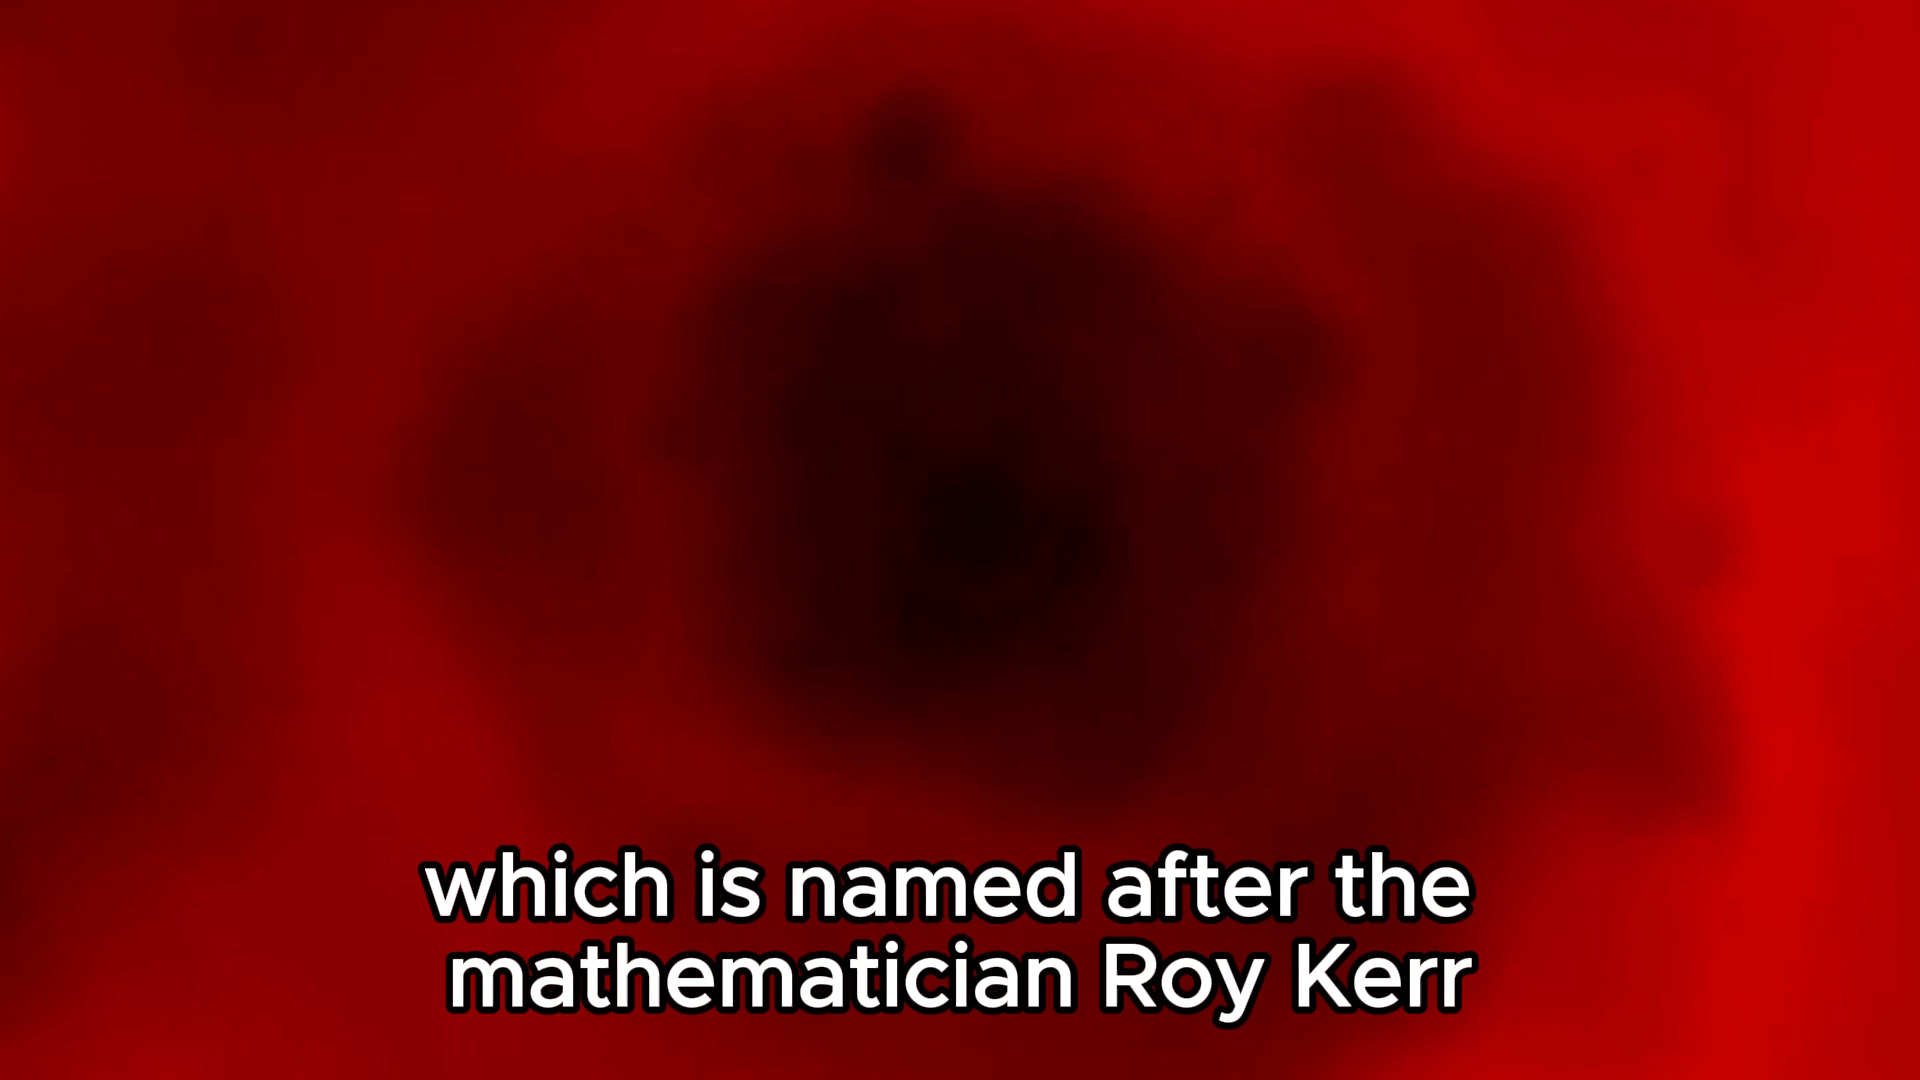 which is named after the
mathematician Roy Kerr